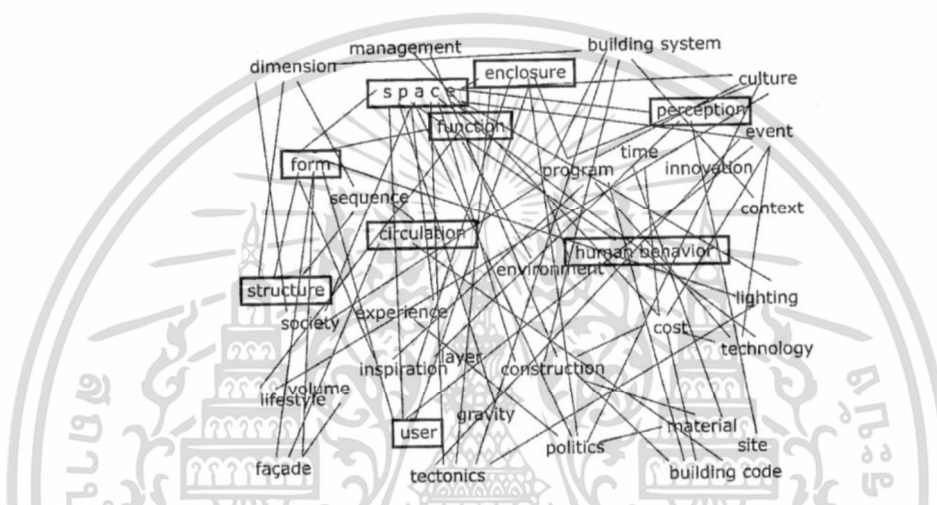 management
building system
dimension
enclosure
culture
s p a c e
perception
function
event
time
form
program
innovation
sequence
context
circulation
human behavior
environment
structure
lighting
society
experience
cost
technology
layer
inspiration
construction
volume
lifestyle
gravity
material
user
politics
site
façade
tectonics
building code